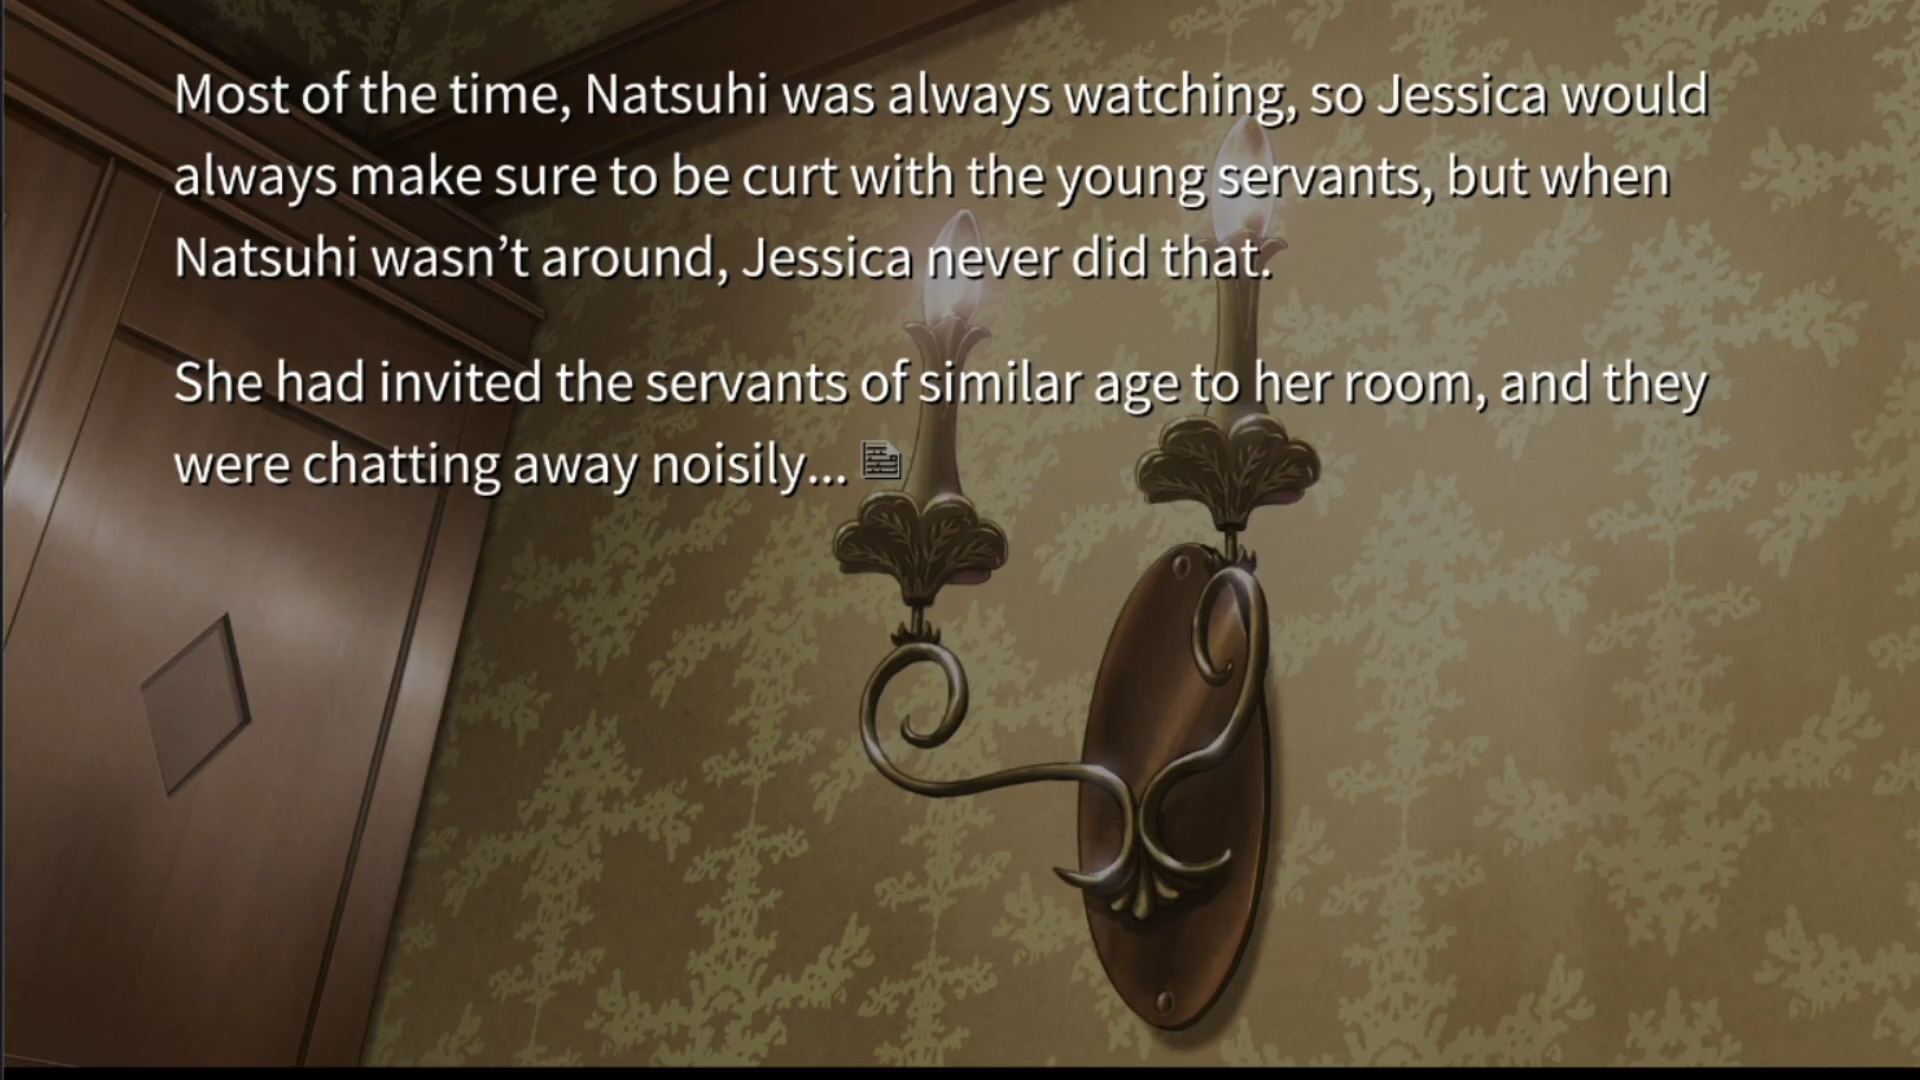 Most of the time, Natsuhi was always watching, so Jessica would
always make sure to be curt with the young servants, but when
Natsuhi wasn’t around, Jessica never did that.
She had invited the servants of similar age to her room, and they
were chatting away noisily...